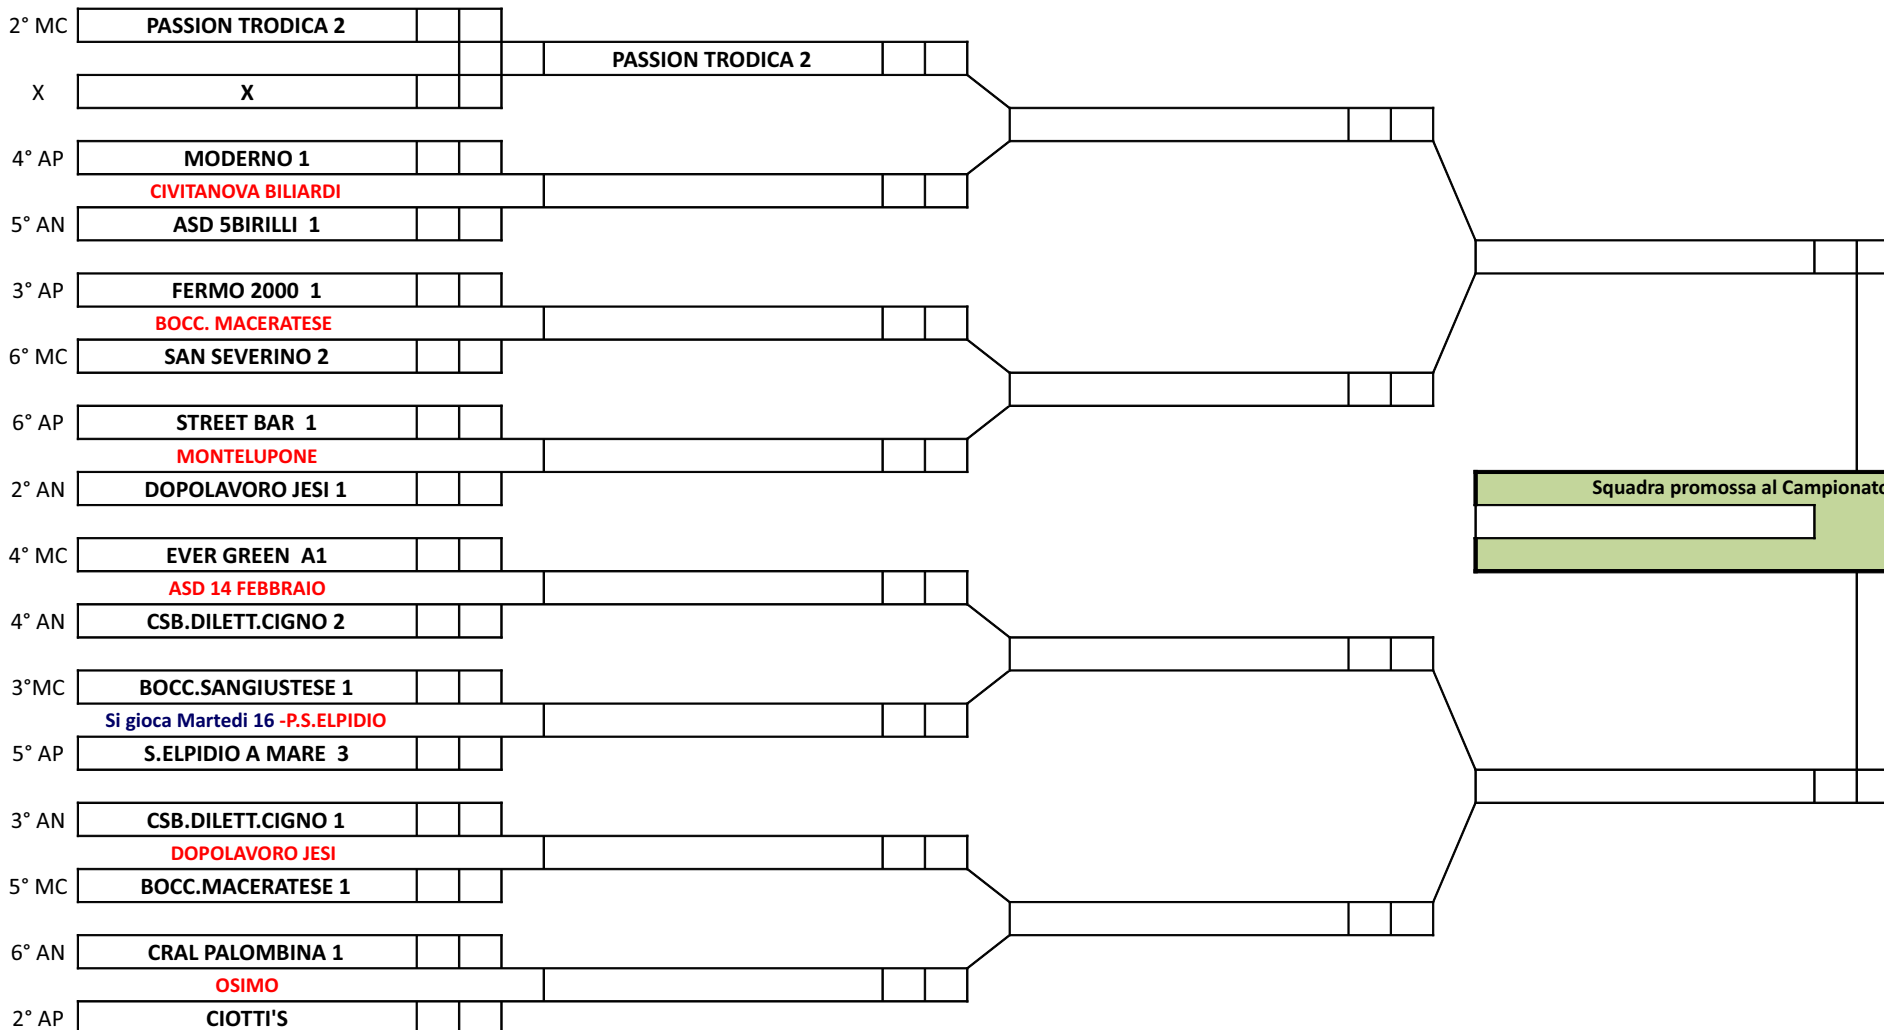 2° MC PASSION TRODICA 2
PASSION TRODICA 2
X X
4° AP MODERNO 1
CIVITANOVA BILIARDI
5° AN ASD 5BIRILLI 1
3° AP FERMO 2000 1
BOCC. MACERATESE
6° MC SAN SEVERINO 2
6° AP STREET BAR 1
MONTELUPONE
2° AN DOPOLAVORO JESI 1
Squadra promossa al Campionato
4° MC EVER GREEN A1
ASD 14 FEBBRAIO
4° AN CSB.DILETT.CIGNO 2
3°MC BOCC.SANGIUSTESE 1
Si gioca Martedi 16 -P.S.ELPIDIO
5° AP S.ELPIDIO A MARE 3
3° AN CSB.DILETT.CIGNO 1
DOPOLAVORO JESI
5° MC BOCC.MACERATESE 1
6° AN CRAL PALOMBINA 1
OSIMO
2° AP CIOTTI'S